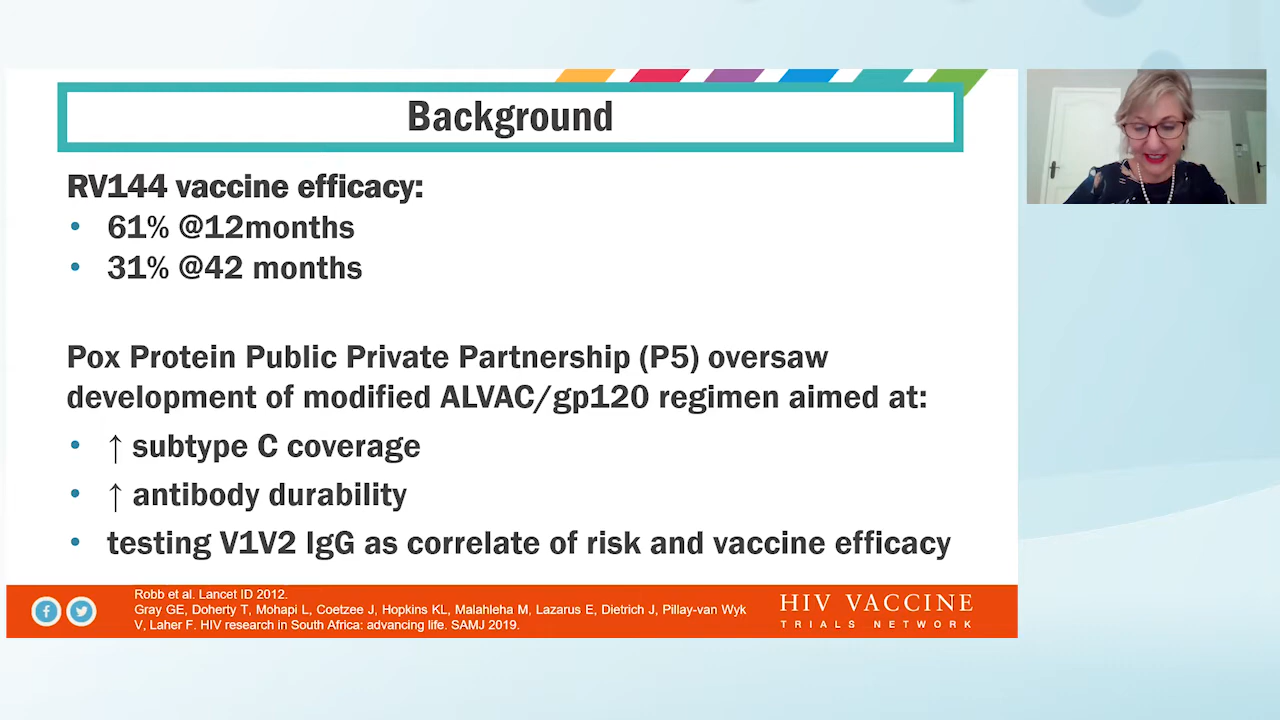 Background
RV144 vaccine efficacy:
• 61% @12months
• 31% @42 months
Pox Protein Public Private Partnership (P5) oversaw
development of modified ALVAC/gp120 regimen aimed at:
• ↑ subtype C coverage
• ↑ antibody durability
• testing V1V2 IgG as correlate of risk and vaccine efficacy
Robb et al. Lancet ID 2012.
Gray GE, Doherty T, Mohapi L, Coetzee J, Hopkins KL, Malahleha M, Lazarus E, Dietrich J, Pillay-van Wyk
V, Laher F. HIV research in South Africa: advancing life. SAMJ 2019.
HIV VACCINE
TRIALS NETWORK